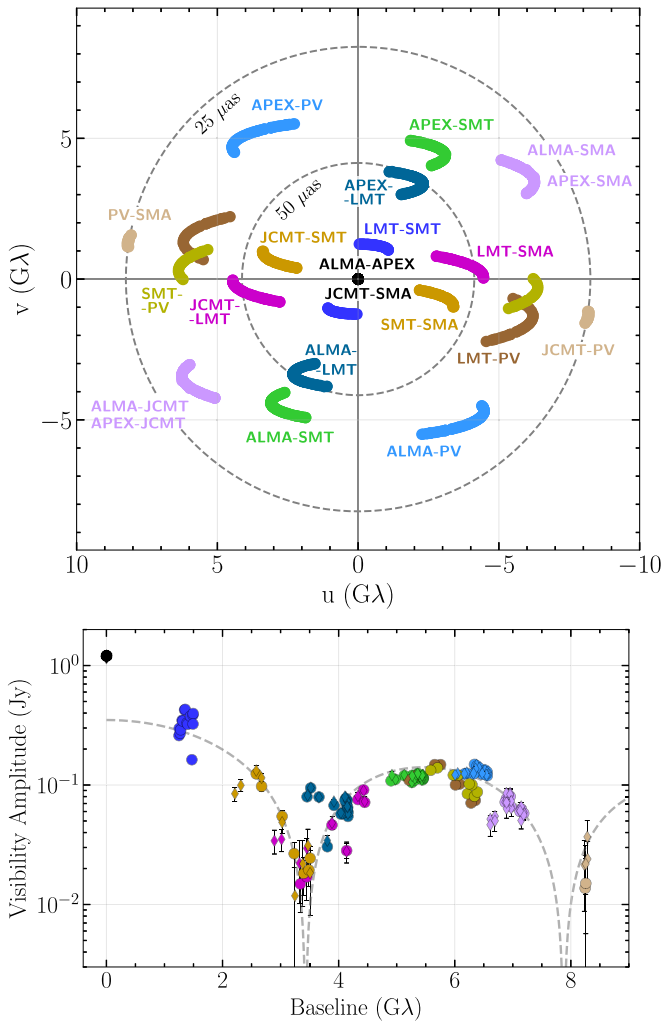 APEX-PV
25 μas
APEX-SMT
ALMA-SMA
APEX-SMA
APEX-
-LMT
50 μas
PV-SMA
JCMT-SMT
LMT-SMT
LMT-SMA
ALMA-APEX
JCMT-SMA
SMT-
-PV
JCMT-
-LMT
SMT-SMA
LMT-PV
JCMT-PV
ALMA-
-LMT
ALMA-JCMT
APEX-JCMT
ALMA-SMT
ALMA-PV
5
0
−5
v (Gλ)
10 5 0 −5 −10
u (Gλ)
10⁰
10⁻¹
10⁻²
Visibility Amplitude (Jy)
0 2 4 6 8
Baseline (Gλ)